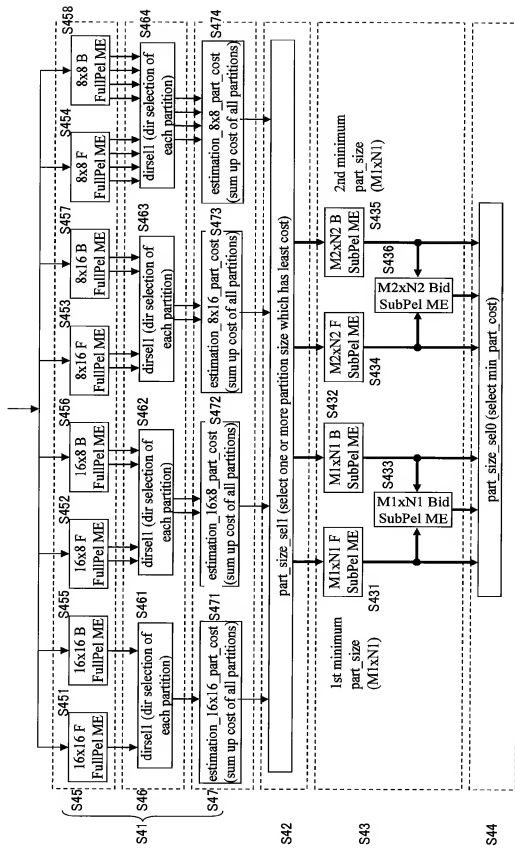 S451
S455
S452
S456
S453
S457
S454
S458
16x16 F
FullPel ME
16x16 B
FullPel ME
16x8 F
FullPel ME
16x8 B
FullPel ME
8x16 F
FullPel ME
8x16 B
FullPel ME
8x8 F
FullPel ME
8x8 B
FullPel ME
S45
S461
S462
S463
S464
dirsel1 (dir selection of
each partition)
dirsel1 (dir selection of
each partition)
dirsel1 (dir selection of
each partition)
dirsel1 (dir selection of
each partition)
S46
S41
S471
S472
S473
S474
estimation_16x16_part_cost
(sum up cost of all partitions)
estimation_16x8_part_cost
(sum up cost of all partitions)
estimation_8x16_part_cost
(sum up cost of all partitions)
estimation_8x8_part_cost
(sum up cost of all partitions)
S47
part_size_sel1 (select one or more partition size which has least cost)
S42
1st minimum
part_size
(M1xN1)
M1xN1 F
SubPel ME
S431
M1xN1 B
SubPel ME
S432
M1xN1 Bid
SubPel ME
S433
M2xN2 F
SubPel ME
S434
M2xN2 B
SubPel ME
S435
M2xN2 Bid
SubPel ME
S436
2nd minimum
part_size
(M1xN1)
S43
part_size_sel0 (select min_part_cost)
S44